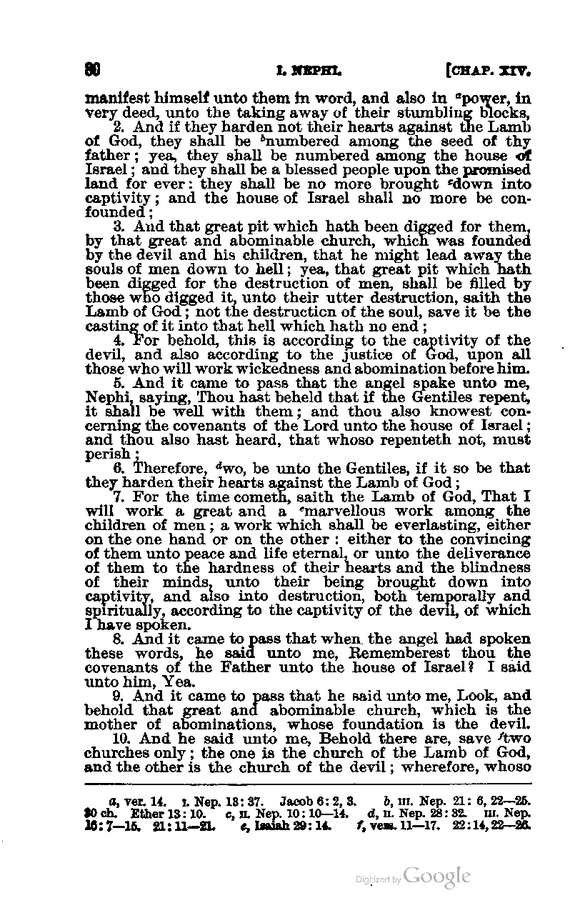 30 I. NEPHI. [CHAP. XIV.
manifest himself unto them in word, and also in ᵃpower, in
very deed, unto the taking away of their stumbling blocks,
2. And if they harden not their hearts against the Lamb
of God, they shall be ᵇnumbered among the seed of thy
father; yea, they shall be numbered among the house of
Israel; and they shall be a blessed people upon the promised
land for ever: they shall be no more brought ᶜdown into
captivity; and the house of Israel shall no more be con-
founded;
3. And that great pit which hath been digged for them,
by that great and abominable church, which was founded
by the devil and his children, that he might lead away the
souls of men down to hell; yea, that great pit which hath
been digged for the destruction of men, shall be filled by
those who digged it, unto their utter destruction, saith the
Lamb of God; not the destruction of the soul, save it be the
casting of it into that hell which hath no end;
4. For behold, this is according to the captivity of the
devil, and also according to the justice of God, upon all
those who will work wickedness and abomination before him.
5. And it came to pass that the angel spake unto me,
Nephi, saying, Thou hast beheld that if the Gentiles repent,
it shall be well with them; and thou also knowest con-
cerning the covenants of the Lord unto the house of Israel;
and thou also hast heard, that whoso repenteth not, must
perish;
6. Therefore, ᵈwo, be unto the Gentiles, if it so be that
they harden their hearts against the Lamb of God;
7. For the time cometh, saith the Lamb of God, That I
will work a great and a ᵉmarvellous work among the
children of men; a work which shall be everlasting, either
on the one hand or on the other: either to the convincing
of them unto peace and life eternal, or unto the deliverance
of them to the hardness of their hearts and the blindness
of their minds, unto their being brought down into
captivity, and also into destruction, both temporally and
spiritually, according to the captivity of the devil, of which
I have spoken.
8. And it came to pass that when the angel had spoken
these words, he said unto me, Rememberest thou the
covenants of the Father unto the house of Israel? I said
unto him, Yea.
9. And it came to pass that he said unto me, Look, and
behold that great and abominable church, which is the
mother of abominations, whose foundation is the devil.
10. And he said unto me, Behold there are, save ᶠtwo
churches only; the one is the church of the Lamb of God,
and the other is the church of the devil; wherefore, whoso
a, ver. 14. I. Nep. 13: 37. Jacob 6: 2, 3. b, III. Nep. 21: 6, 22—25.
20 ch. Ether 13: 10. c, II. Nep. 10: 10—14. d, II. Nep. 28: 32. III. Nep.
16: 7—15. 21: 11—21. e, Isaiah 29: 14. f, vers. 11—17. 22: 14, 22—26.
Digitized by Google